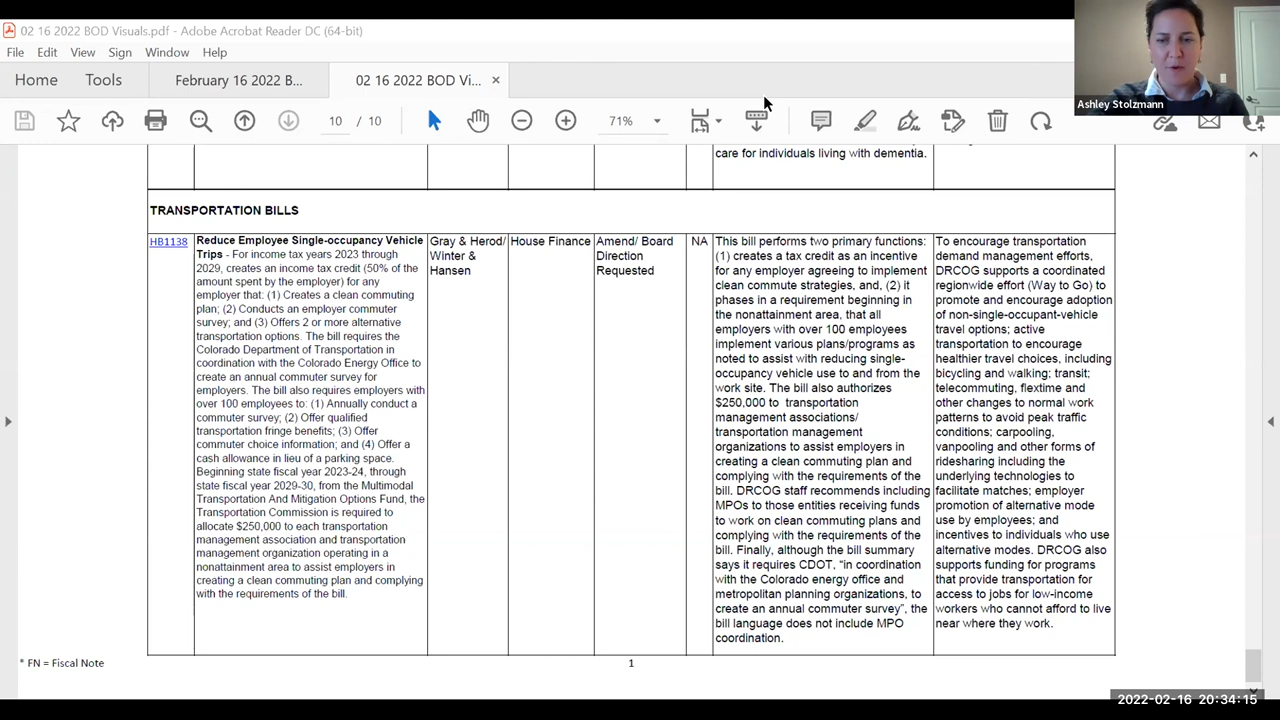 02 16 2022 BOD Visuals.pdf - Adobe Acrobat Reader DC (64-bit)
File Edit View Sign Window Help
Home Tools February 16 2022 B... 02 16 2022 BOD Vi... ×
10 / 10 71%
Ashley Stolzmann
care for individuals living with dementia.
TRANSPORTATION BILLS
HB1138
Reduce Employee Single-occupancy Vehicle
Trips - For income tax years 2023 through
2029, creates an income tax credit (50% of the
amount spent by the employer) for any
employer that: (1) Creates a clean commuting
plan; (2) Conducts an employer commuter
survey; and (3) Offers 2 or more alternative
transportation options. The bill requires the
Colorado Department of Transportation in
coordination with the Colorado Energy Office to
create an annual commuter survey for
employers. The bill also requires employers with
over 100 employees to: (1) Annually conduct a
commuter survey; (2) Offer qualified
transportation fringe benefits; (3) Offer
commuter choice information; and (4) Offer a
cash allowance in lieu of a parking space.
Beginning state fiscal year 2023-24, through
state fiscal year 2029-30, from the Multimodal
Transportation And Mitigation Options Fund, the
Transportation Commission is required to
allocate $250,000 to each transportation
management association and transportation
management organization operating in a
nonattainment area to assist employers in
creating a clean commuting plan and complying
with the requirements of the bill.
Gray & Herod/
Winter &
Hansen
House Finance
Amend/ Board
Direction
Requested
NA
This bill performs two primary functions:
(1) creates a tax credit as an incentive
for any employer agreeing to implement
clean commute strategies, and, (2) it
phases in a requirement beginning in
the nonattainment area, that all
employers with over 100 employees
implement various plans/programs as
noted to assist with reducing single-
occupancy vehicle use to and from the
work site. The bill also authorizes
$250,000 to transportation
management associations/
transportation management
organizations to assist employers in
creating a clean commuting plan and
complying with the requirements of the
bill. DRCOG staff recommends including
MPOs to those entities receiving funds
to work on clean commuting plans and
complying with the requirements of the
bill. Finally, although the bill summary
says it requires CDOT, "in coordination
with the Colorado energy office and
metropolitan planning organizations, to
create an annual commuter survey", the
bill language does not include MPO
coordination.
To encourage transportation
demand management efforts,
DRCOG supports a coordinated
regionwide effort (Way to Go) to
promote and encourage adoption
of non-single-occupant-vehicle
travel options; active
transportation to encourage
healthier travel choices, including
bicycling and walking; transit;
telecommuting, flextime and
other changes to normal work
patterns to avoid peak traffic
conditions; carpooling,
vanpooling and other forms of
ridesharing including the
underlying technologies to
facilitate matches; employer
promotion of alternative mode
use by employees; and
incentives to individuals who use
alternative modes. DRCOG also
supports funding for programs
that provide transportation for
access to jobs for low-income
workers who cannot afford to live
near where they work.
* FN = Fiscal Note
1
2022-02-16 20:34:15